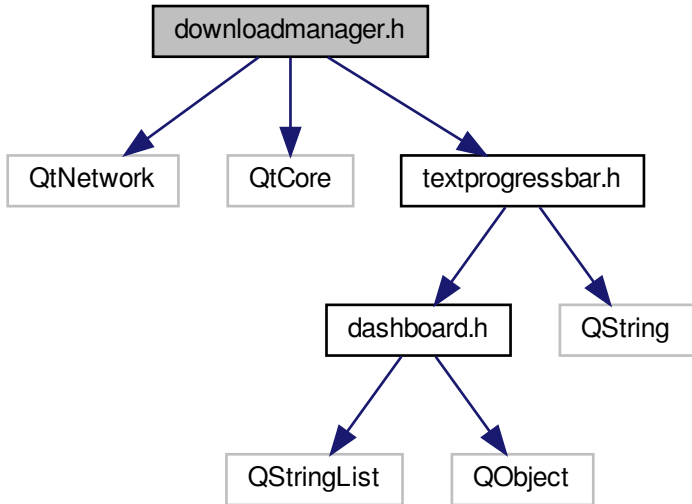 downloadmanager.h
QtNetwork
QtCore
textprogressbar.h
dashboard.h
QString
QStringList
QObject